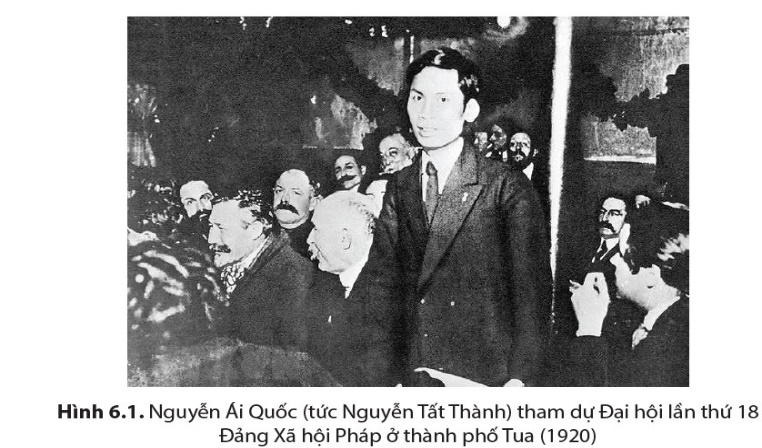 Hình 6.1. Nguyễn Ái Quốc (tức Nguyễn Tất Thành) tham dự Đại hội lần thứ 18
Đảng Xã hội Pháp ở thành phố Tua (1920)